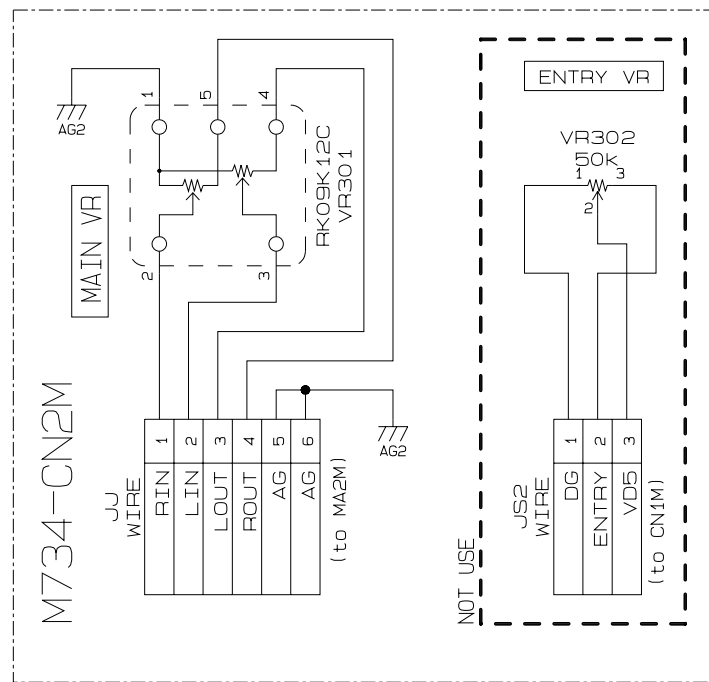 M734-CN2M
MAIN VR
AG2
1
5
4
RK09K12C
VR301
2
3
JJ
WIRE
1
2
3
4
5
6
RIN
LIN
LOUT
ROUT
AG
AG
(to MA2M)
AG2
ENTRY VR
VR302
50k
1
3
2
JS2
WIRE
1
2
3
DG
ENTRY
VD5
(to CN1M)
NOT USE